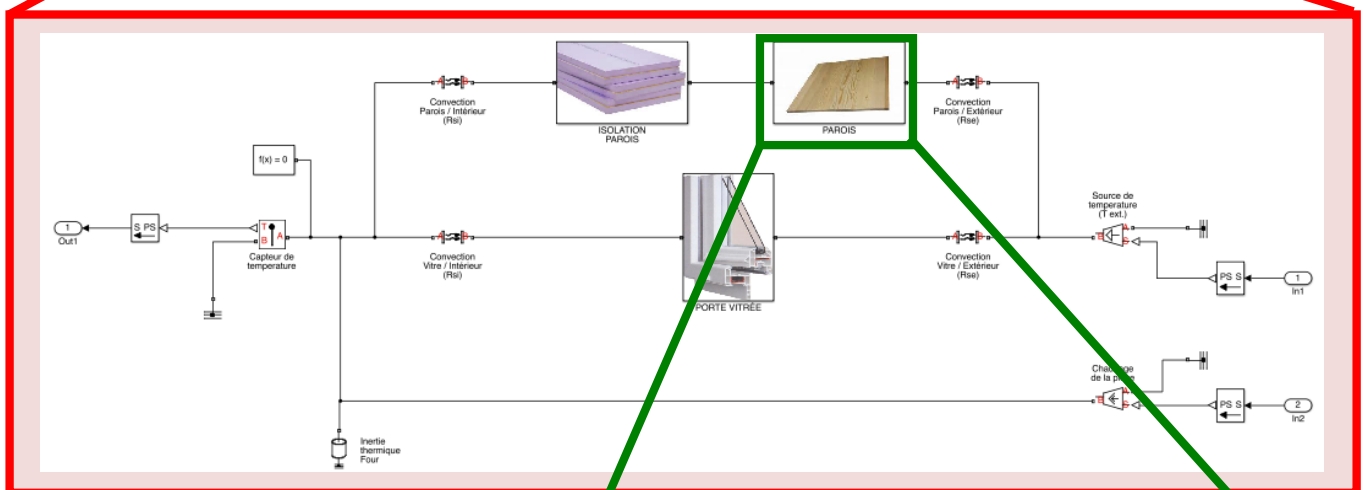 Convection
Parois / Intérieur
(Rsi)
ISOLATION
PAROIS
PAROIS
Convection
Parois / Extérieur
(Rse)
f(x) = 0
1
Out1
S PS
T
B
A
Capteur de
temperature
Convection
Vitre / Intérieur
(Rsi)
PORTE VITRÉE
Convection
Vitre / Extérieur
(Rse)
Source de
temperature
(T ext.)
B
A
S
PS S
1
In1
de la
B
A
S
PS S
2
In2
Inertie
thermique
Four